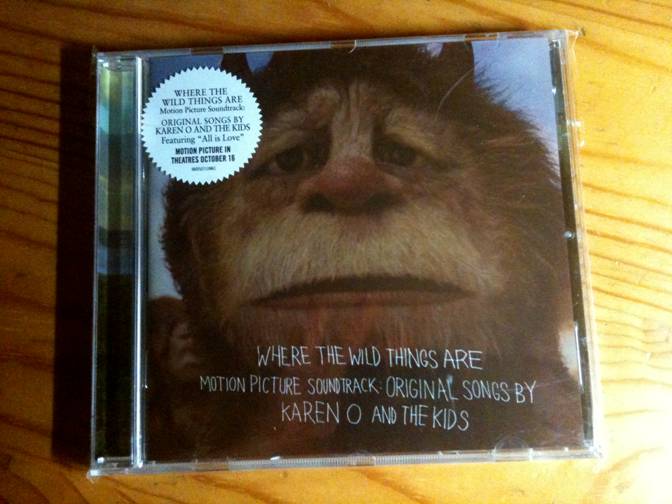 WHERE THE
WILD THINGS ARE
Motion Picture Soundtrack:
ORIGINAL SONGS BY
KAREN O AND THE KIDS
Featuring "All is Love"
MOTION PICTURE IN
THEATRES OCTOBER 16
WHERE THE WILD THINGS ARE
MOTION PICTURE SOUNDTRACK: ORIGINAL SONGS BY
KAREN O AND THE KIDS